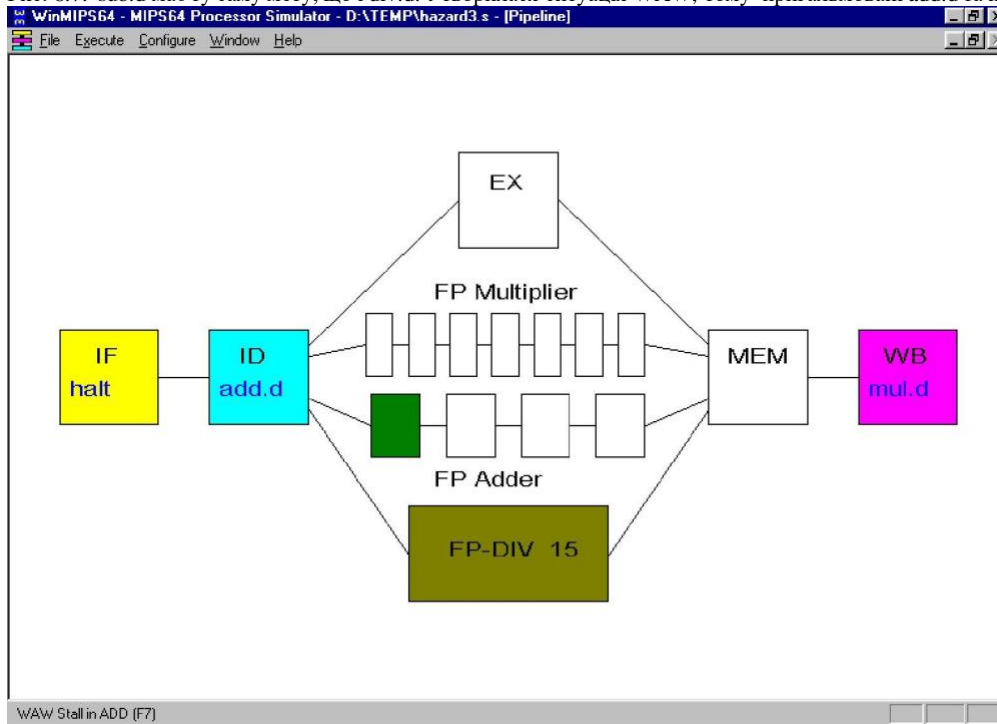 WinMIPS64 - MIPS64 Processor Simulator - D:\TEMP\hazard3.s - [Pipeline]
File Execute Configure Window Help
EX
FP Multiplier
IF
halt
ID
add.d
MEM
WB
mul.d
FP Adder
FP-DIV 15
WAW Stall in ADD (F7)